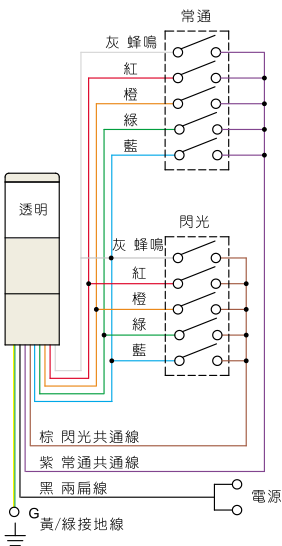 常通
灰 蜂鳴
紅
橙
綠
藍
透明
閃光
灰 蜂鳴
紅
橙
綠
藍
棕 閃光共通線
紫 常通共通線
黑 兩扁線
電源
G
黃/綠接地線